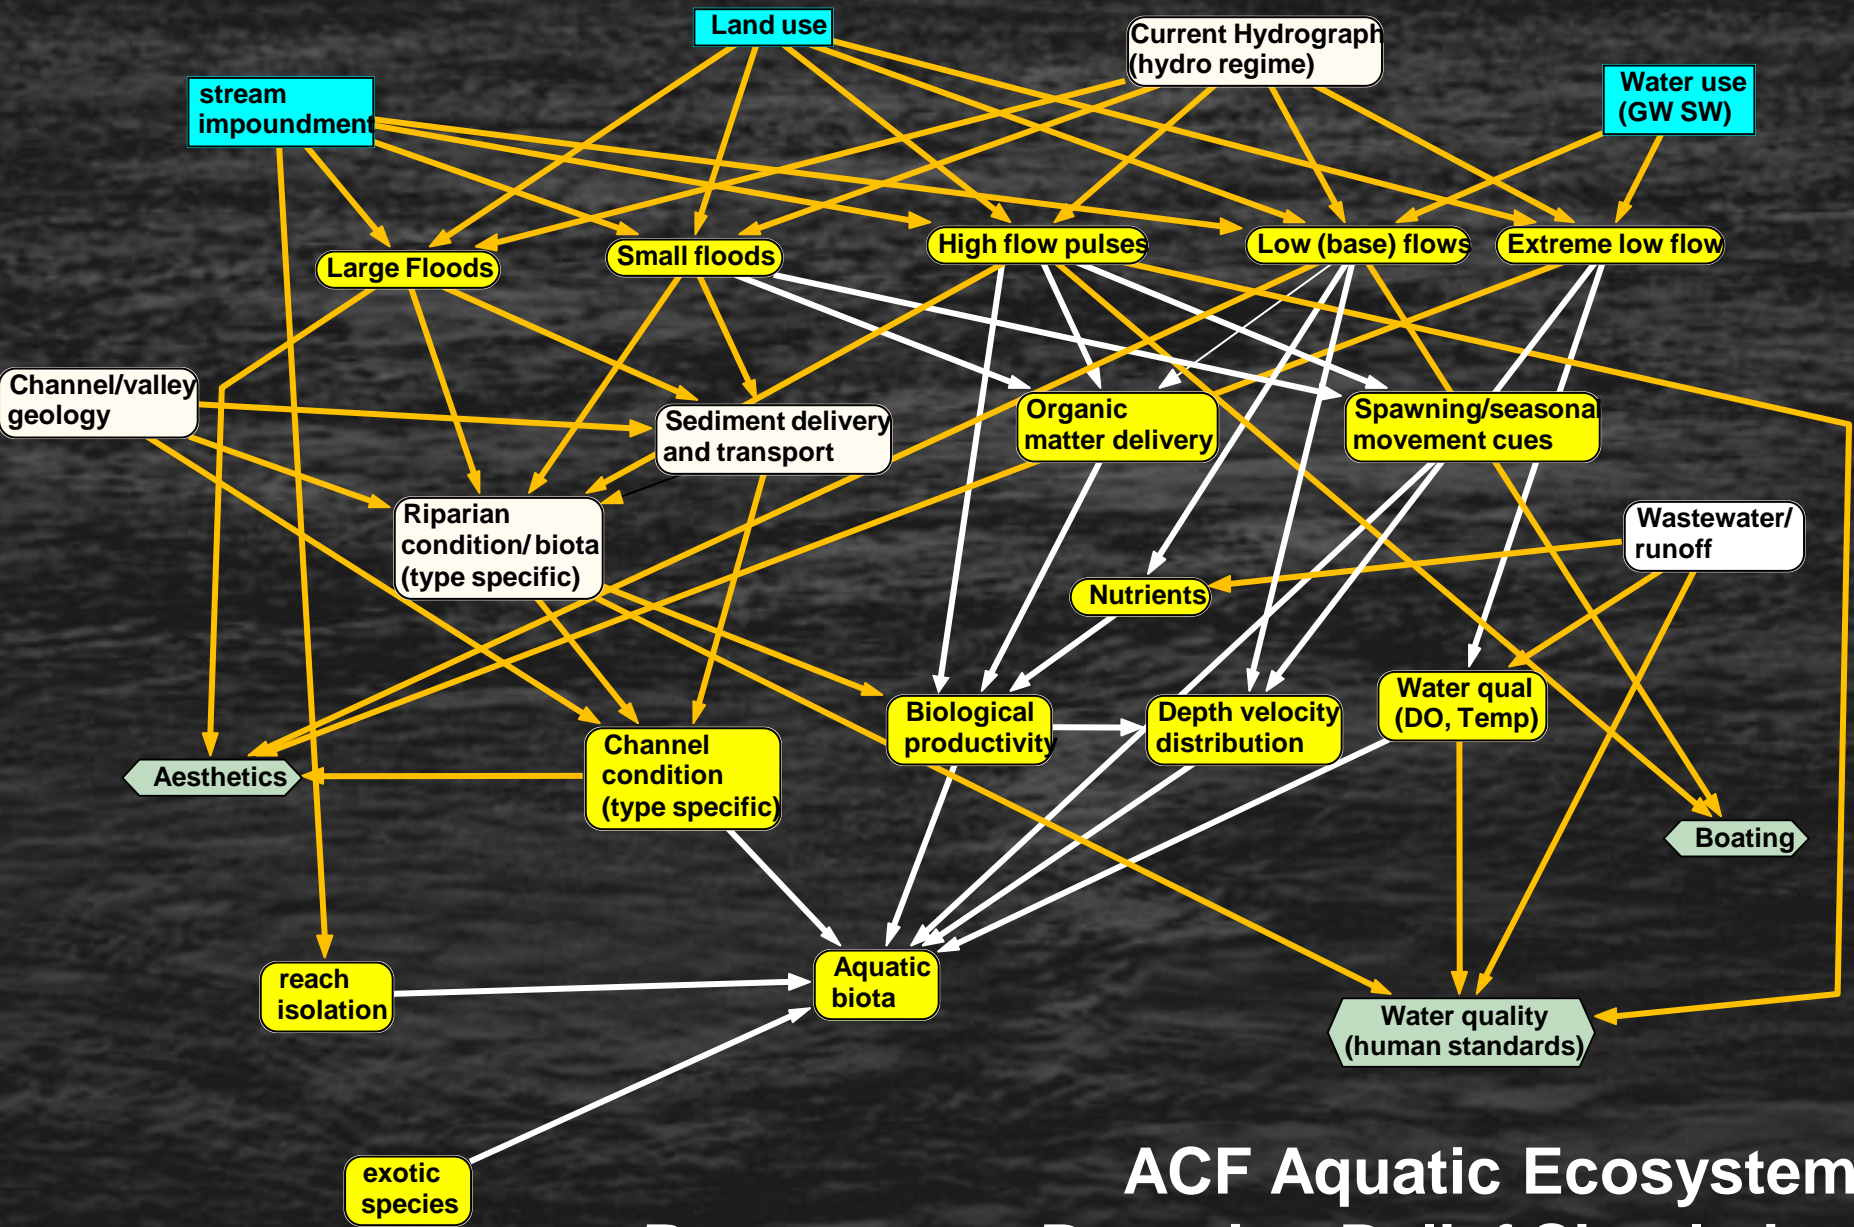 Land use
Current Hydrograph
(hydro regime)
stream
impoundment
Water use
(GW SW)
Large Floods
Small floods
High flow pulses
Low (base) flows
Extreme low flow
Channel/valley
geology
Sediment delivery
and transport
Organic
matter delivery
Spawning/seasonal
movement cues
Riparian
condition/biota
(type specific)
Wastewater/
runoff
Nutrients
Biological
productivity
Depth velocity
distribution
Water qual
(DO, Temp)
Channel
condition
(type specific)
Aesthetics
Boating
reach
isolation
Aquatic
biota
Water quality
(human standards)
exotic
species
ACF Aquatic Ecosystem